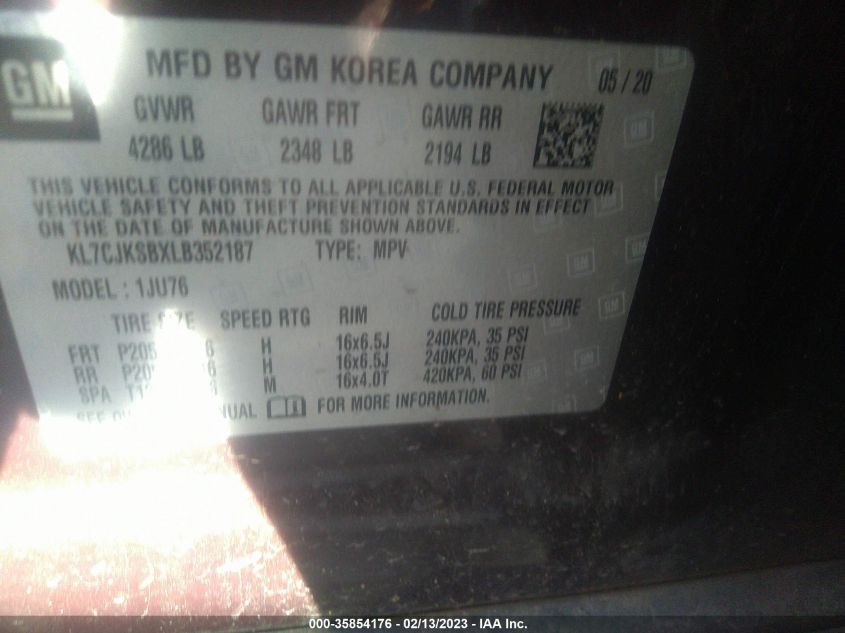 GM
MFD BY GM KOREA COMPANY 05 / 20
GVWR GAWR FRT GAWR RR
4286 LB 2348 LB 2194 LB
THIS VEHICLE CONFORMS TO ALL APPLICABLE U.S. FEDERAL MOTOR
VEHICLE SAFETY AND THEFT PREVENTION STANDARDS IN EFFECT
ON THE DATE OF MANUFACTURE SHOWN ABOVE.
KL7CJKSBXLB352187 TYPE: MPV
MODEL : 1JU76
TIRE SIZE SPEED RTG RIM COLD TIRE PRESSURE
FRT H 16x6.5J 240KPA, 35 PSI
RR H 16x6.5J 240KPA, 35 PSI
SPA M 16x4.0T 420KPA, 60 PSI
SEE FOR MORE INFORMATION.
000-35854176 - 02/13/2023 - IAA Inc.